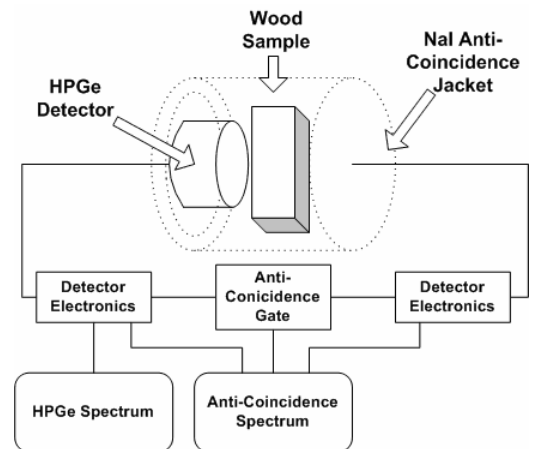 Wood
Sample
NaI Anti-
Coincidence
Jacket
HPGe
Detector
Detector
Electronics
Anti-
Conicidence
Gate
Detector
Electronics
HPGe Spectrum
Anti-Coincidence
Spectrum